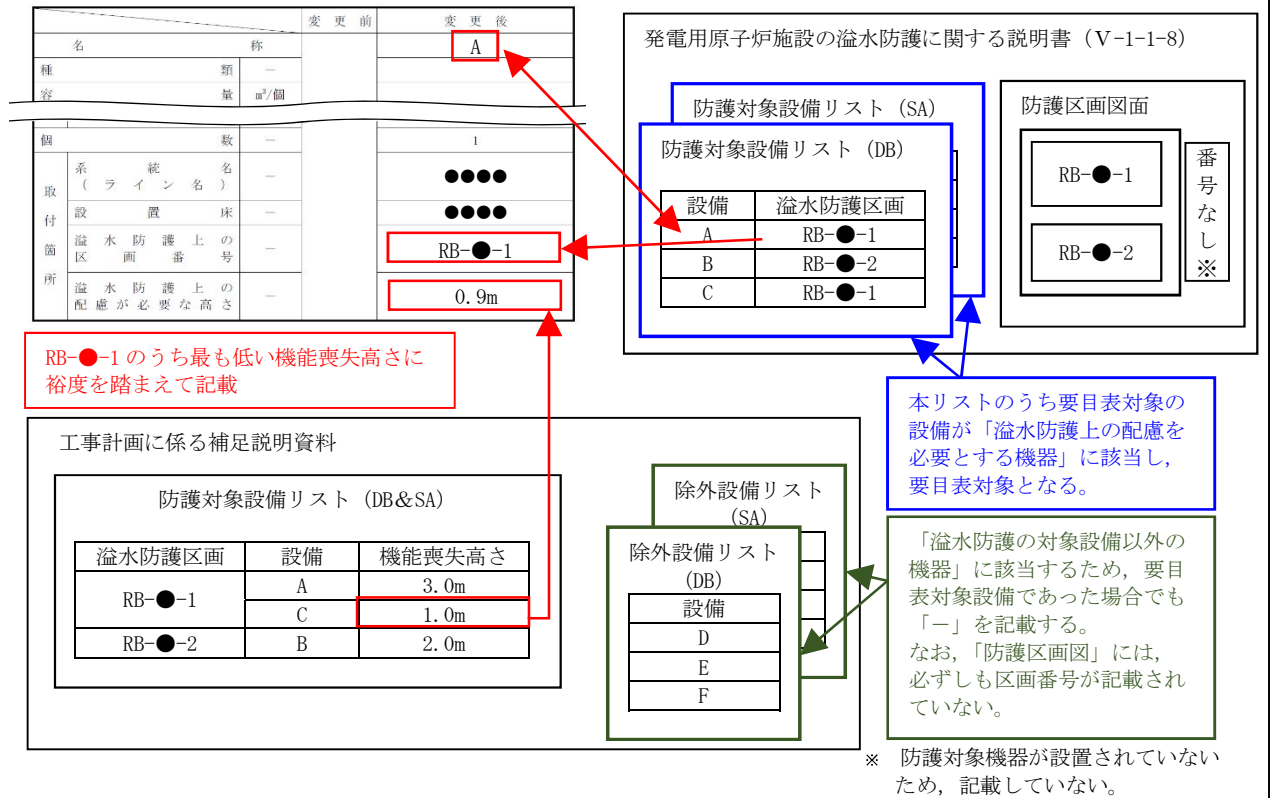 変 更 前 変 更 後
名 称 A
種 類 ―
容 量 m³/個
個 数 ― 1
取付箇所
系 統 名
( ラ イ ン 名 ) ― ●●●●
設 置 床 ― ●●●●
溢 水 防 護 上 の
区 画 番 号 ― RB-●-1
溢 水 防 護 上 の
配 慮 が 必 要 な 高 さ ― 0.9m
RB-●-1 のうち最も低い機能喪失高さに
裕度を踏まえて記載
発電用原子炉施設の溢水防護に関する説明書（Ⅴ-1-1-8）
防護対象設備リスト（SA）
防護対象設備リスト（DB）
設備 溢水防護区画
A RB-●-1
B RB-●-2
C RB-●-1
防護区画図面
RB-●-1
RB-●-2
番号なし※
本リストのうち要目表対象の
設備が「溢水防護上の配慮を
必要とする機器」に該当し，
要目表対象となる。
工事計画に係る補足説明資料
防護対象設備リスト（DB＆SA）
溢水防護区画 設備 機能喪失高さ
RB-●-1 A 3.0m
C 1.0m
RB-●-2 B 2.0m
除外設備リスト
（SA）
除外設備リスト
（DB）
設備
D
E
F
「溢水防護の対象設備以外の
機器」に該当するため，要目
表対象設備であった場合でも
「－」を記載する。
なお，「防護区画図」には，
必ずしも区画番号が記載され
ていない。
※ 防護対象機器が設置されていない
ため，記載していない。